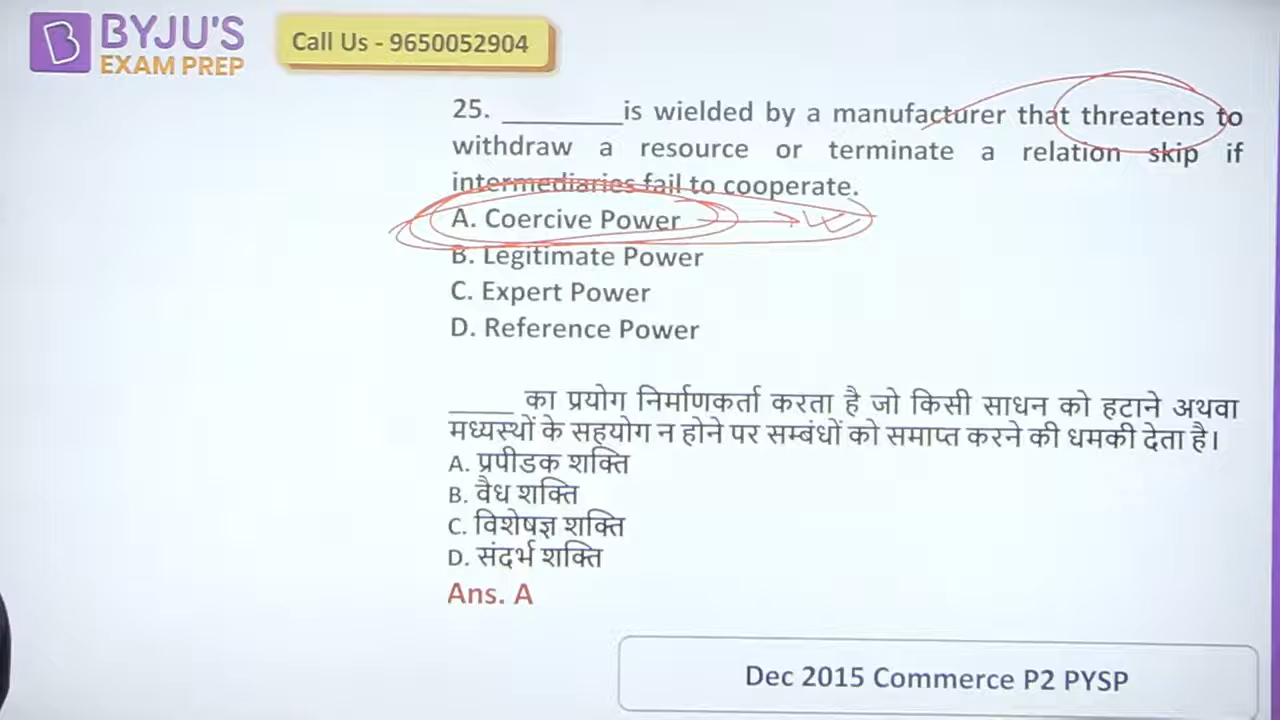 BYJU'S
EXAM PREP
Call Us - 9650052904
25. ________is wielded by a manufacturer that threatens to
withdraw a resource or terminate a relation skip if
intermediaries fail to cooperate.
A. Coercive Power
B. Legitimate Power
C. Expert Power
D. Reference Power
_____ का प्रयोग निर्माणकर्ता करता है जो किसी साधन को हटाने अथवा
मध्यस्थों के सहयोग न होने पर सम्बंधों को समाप्त करने की धमकी देता है।
A. प्रपीडक शक्ति
B. वैध शक्ति
C. विशेषज्ञ शक्ति
D. संदर्भ शक्ति
Ans. A
Dec 2015 Commerce P2 PYSP